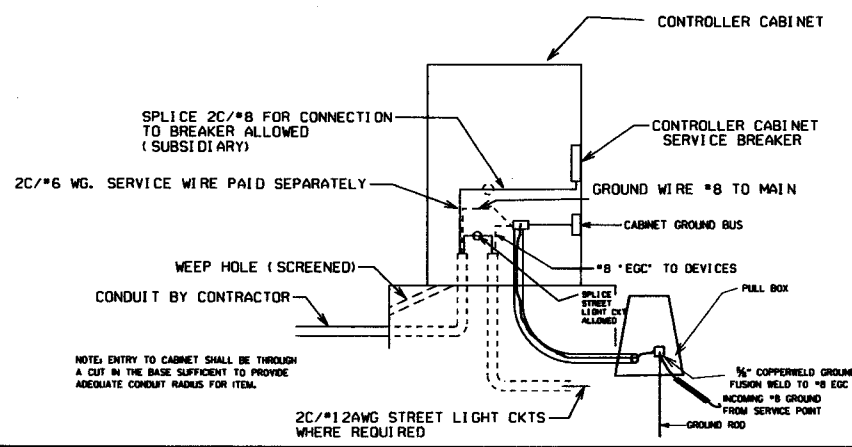 CONTROLLER CABINET
SPLICE 2C/#8 FOR CONNECTION
TO BREAKER ALLOWED
(SUBSIDIARY)
CONTROLLER CABINET
SERVICE BREAKER
2C/#6 WG. SERVICE WIRE PAID SEPARATELY
GROUND WIRE #8 TO MAIN
CABINET GROUND BUS
WEEP HOLE (SCREENED)
#8 "EGC" TO DEVICES
CONDUIT BY CONTRACTOR
SPLICE
STREET
LIGHT CKT
ALLOWED
PULL BOX
NOTE: ENTRY TO CABINET SHALL BE THROUGH
A CUT IN THE BASE SUFFICIENT TO PROVIDE
ADEQUATE CONDUIT RADIUS FOR ITEM.
5/8" COPPERWELD GROUN
FUSION WELD TO #8 EGC
INCOMING #8 GROUND
FROM SERVICE POINT
2C/#12AWG STREET LIGHT CKTS
WHERE REQUIRED
GROUND ROD